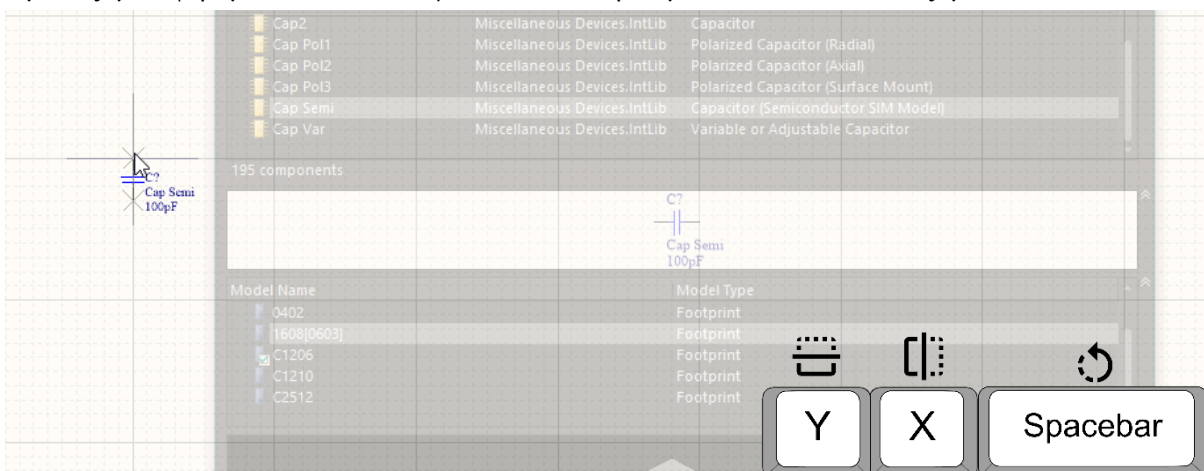 Cap2 Miscellaneous Devices.IntLib Capacitor
Cap Pol1 Miscellaneous Devices.IntLib Polarized Capacitor (Radial)
Cap Pol2 Miscellaneous Devices.IntLib Polarized Capacitor (Axial)
Cap Pol3 Miscellaneous Devices.IntLib Polarized Capacitor (Surface Mount)
Cap Semi Miscellaneous Devices.IntLib Capacitor (Semiconductor SIM Model)
Cap Var Miscellaneous Devices.IntLib Variable or Adjustable Capacitor
195 components
C?
Cap Semi
100pF
C?
Cap Semi
100pF
Model Name Model Type
0402 Footprint
1608[0603] Footprint
C1206 Footprint
C1210 Footprint
C2512 Footprint
Y X Spacebar